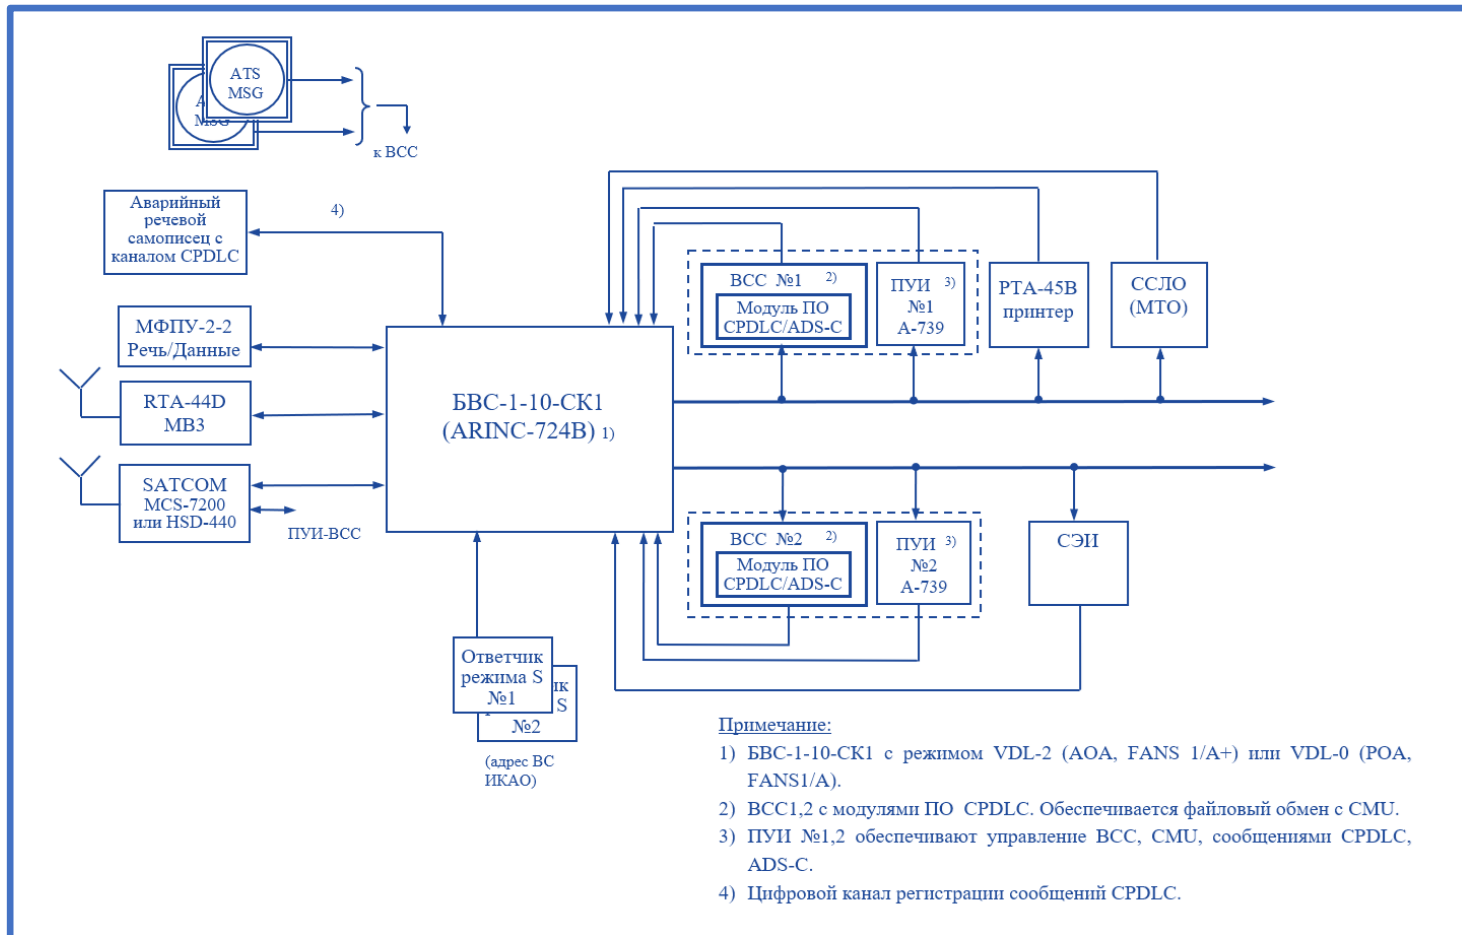 ATS
MSG
MSG
к ВСС
Аварийный
речевой
самописец с
каналом CPDLC
4)
МФПУ-2-2
Речь/Данные
RTA-44D
МВ3
SATCOM
MCS-7200
или HSD-440
ПУИ-ВСС
БВС-1-10-СК1
(ARINC-724B) 1)
ВСС №1 2)
Модуль ПО
CPDLC/ADS-C
ПУИ 3)
№1
А-739
РТА-45В
принтер
ССЛО
(МТО)
ВСС №2 2)
Модуль ПО
CPDLC/ADS-C
ПУИ 3)
№2
А-739
СЭИ
Ответчик
режима S
№1
ик
S
№2
(адрес ВС
ИКАО)
Примечание:
1) БВС-1-10-СК1 с режимом VDL-2 (AOA, FANS 1/A+) или VDL-0 (POA,
FANS1/A).
2) ВСС1,2 с модулями ПО CPDLC. Обеспечивается файловый обмен с CMU.
3) ПУИ №1,2 обеспечивают управление ВСС, CMU, сообщениями CPDLC,
ADS-C.
4) Цифровой канал регистрации сообщений CPDLC.